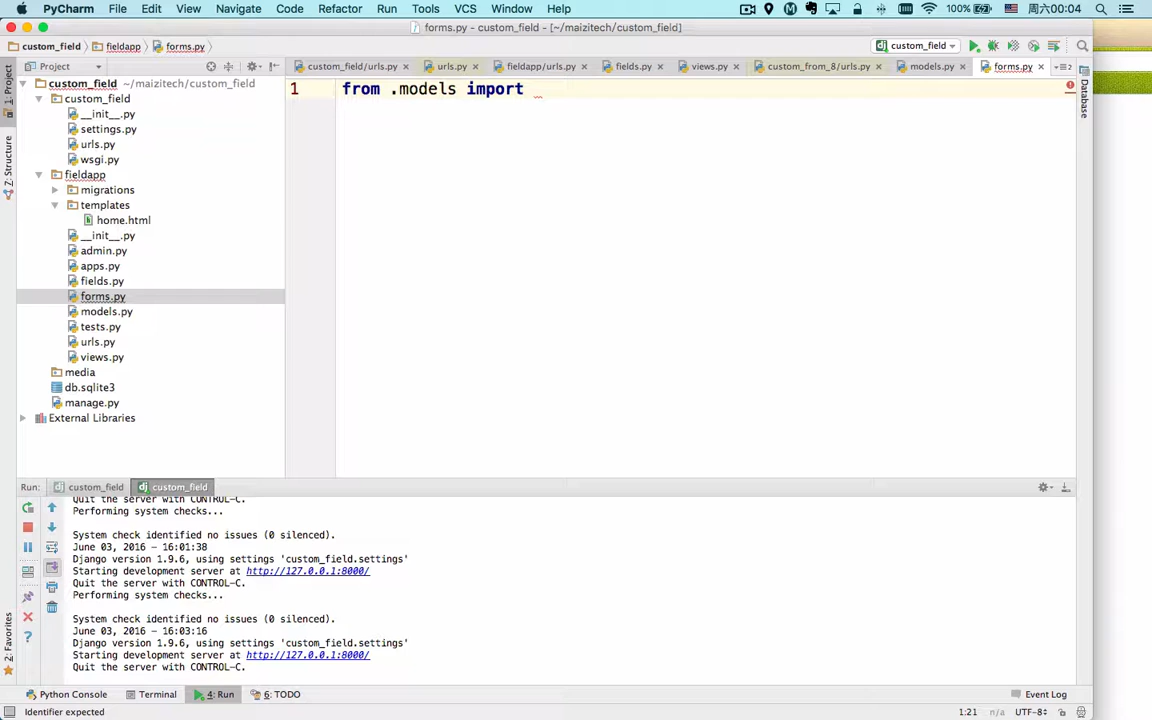 PyCharm File Edit View Navigate Code Refactor Run Tools VCS Window Help 100% 周六00:04
forms.py - custom_field - [~/maizitech/custom_field]
custom_field fieldapp forms.py custom_field
Project
custom_field/urls.py urls.py fieldapp/urls.py fields.py views.py custom_from_8/urls.py models.py forms.py 2
1: Project
Z: Structure
2: Favorites
Database
custom_field ~/maizitech/custom_field
custom_field
__init__.py
settings.py
urls.py
wsgi.py
fieldapp
migrations
templates
home.html
__init__.py
admin.py
apps.py
fields.py
forms.py
models.py
tests.py
urls.py
views.py
media
db.sqlite3
manage.py
External Libraries
1 from .models import
Run: custom_field custom_field
Quit the server with CONTROL-C.
Performing system checks...
System check identified no issues (0 silenced).
June 03, 2016 - 16:01:38
Django version 1.9.6, using settings 'custom_field.settings'
Starting development server at http://127.0.0.1:8000/
Quit the server with CONTROL-C.
Performing system checks...
System check identified no issues (0 silenced).
June 03, 2016 - 16:03:16
Django version 1.9.6, using settings 'custom_field.settings'
Starting development server at http://127.0.0.1:8000/
Quit the server with CONTROL-C.
Python Console Terminal 4: Run 6: TODO Event Log
Identifier expected 1:21 n/a UTF-8